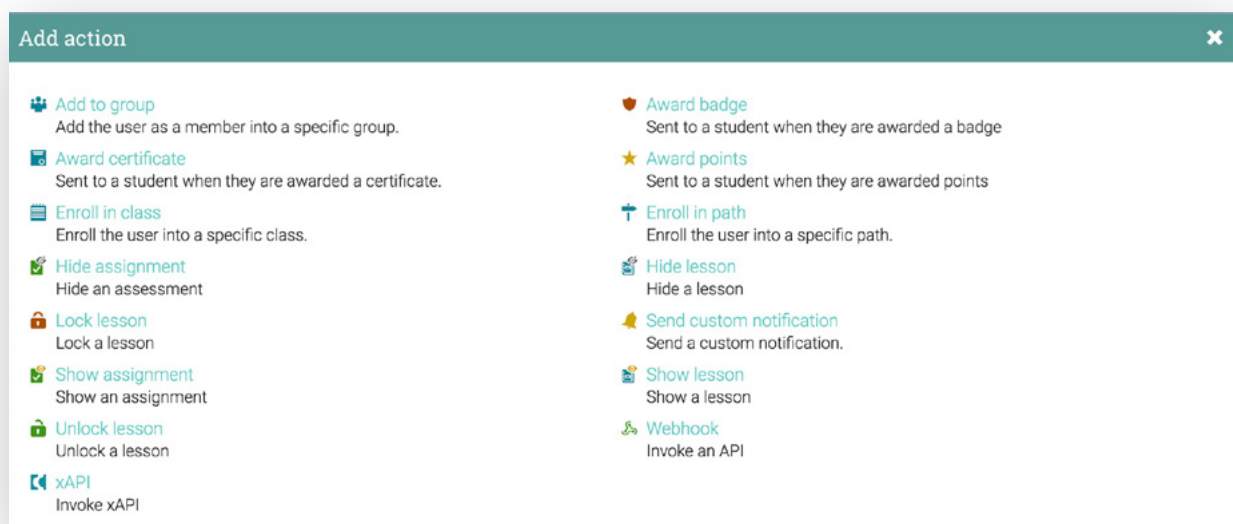 Add action
Add to group
Add the user as a member into a specific group.
Award badge
Sent to a student when they are awarded a badge
Award certificate
Sent to a student when they are awarded a certificate.
Award points
Sent to a student when they are awarded points
Enroll in class
Enroll the user into a specific class.
Enroll in path
Enroll the user into a specific path.
Hide assignment
Hide an assessment
Hide lesson
Hide a lesson
Lock lesson
Lock a lesson
Send custom notification
Send a custom notification.
Show assignment
Show an assignment
Show lesson
Show a lesson
Unlock lesson
Unlock a lesson
Webhook
Invoke an API
xAPI
Invoke xAPI